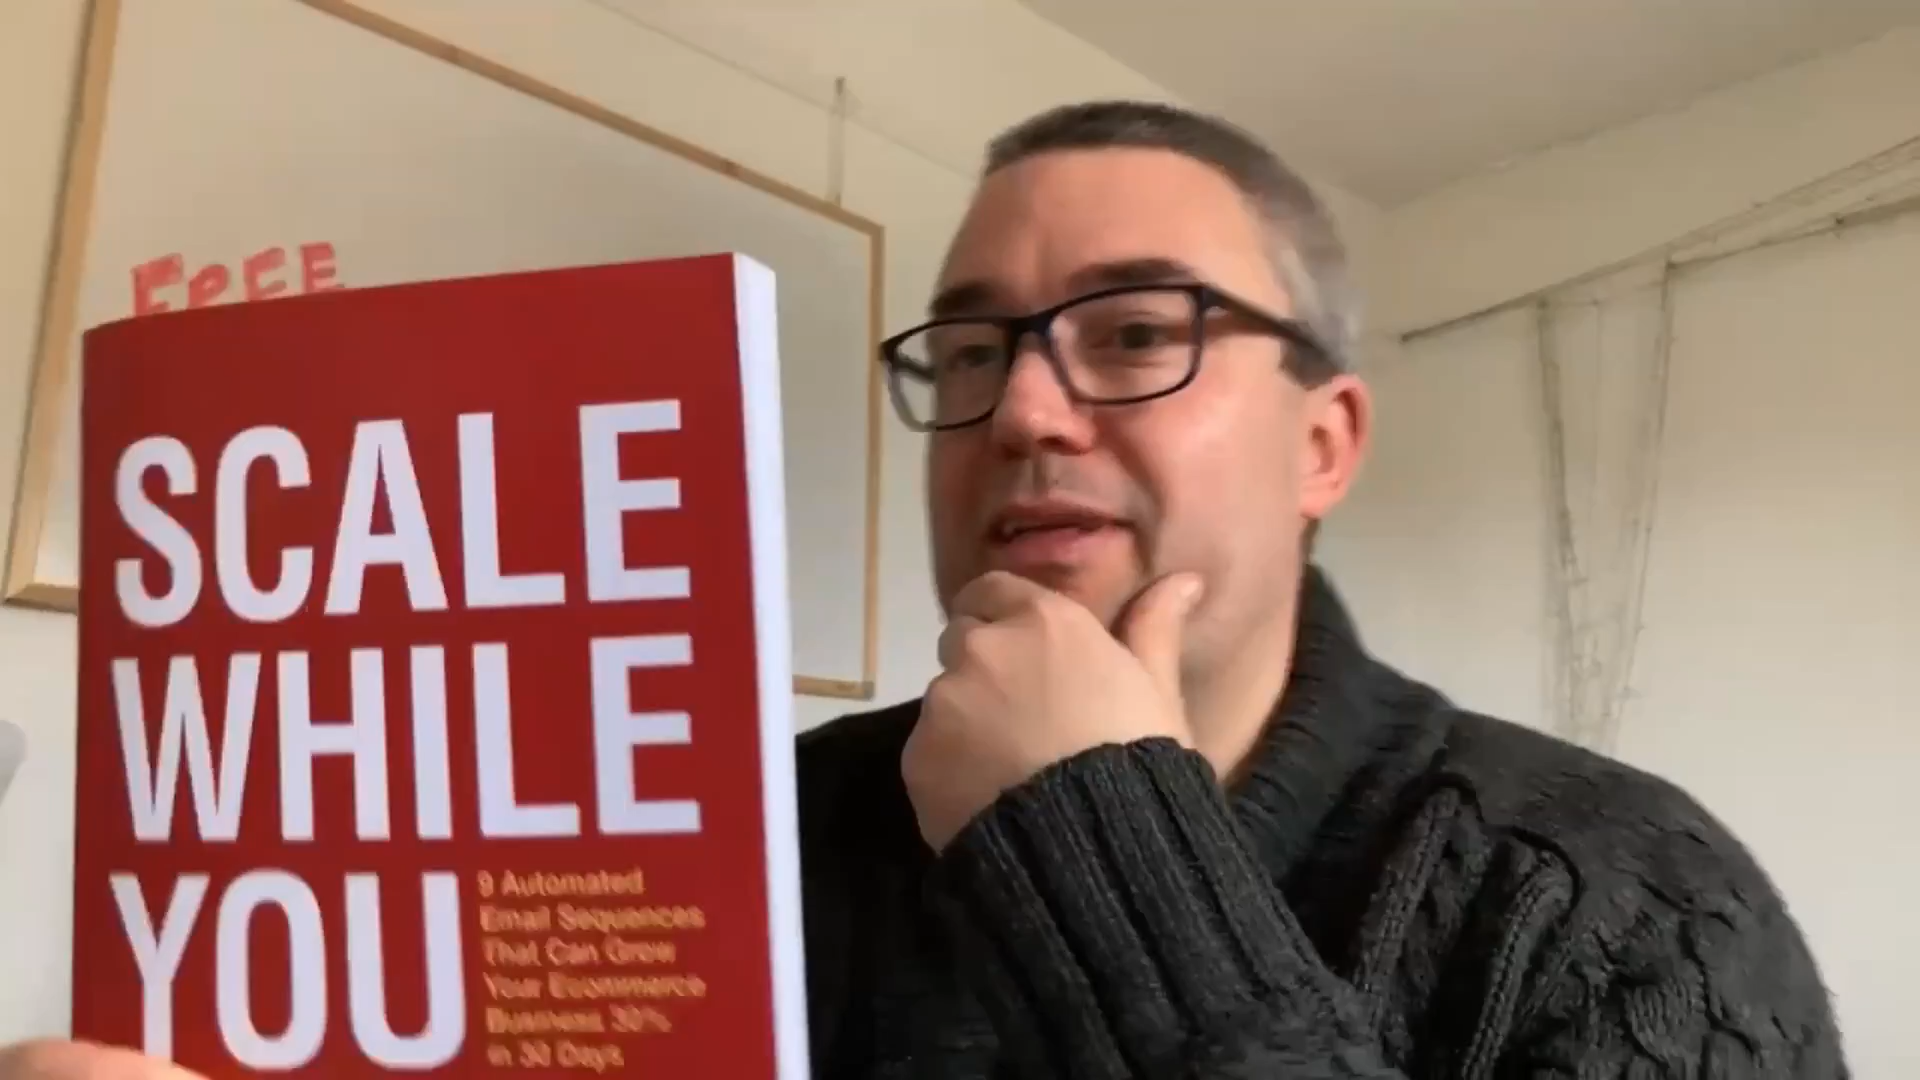 FREE
SCALE
WHILE
YOU
9 Automated
Email Sequences
That Can Grow
Your Ecommerce
Business 30%
in 30 Days